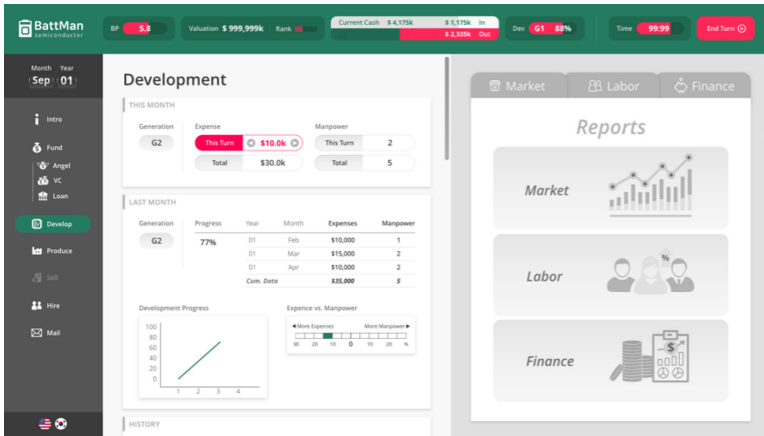 BattMan
semiconductor
BP 5.8
Valuation $ 999,999k Rank
Current Cash $ 4,175k $ 1,175k In
$ 2,335k Out
Dev G1 88%
Time 99:99
End Turn
Month Year
Sep 01
Intro
Fund
Angel
VC
Loan
Develop
Produce
Sell
Hire
Mail
Development
THIS MONTH
Generation Expense Manpower
G2 This Turn $10.0k This Turn 2
Total $30.0k Total 5
LAST MONTH
Generation Progress Year Month Expenses Manpower
G2 77% 01 Feb $10,000 1
01 Mar $15,000 2
01 Apr $10,000 2
Cum. Data $35,000 5
Development Progress
100
80
60
40
20
0
1 2 3 4
Expence vs. Manpower
◀More Expenses More Manpower▶
30 20 10 0 10 20 %
HISTORY
Market Labor Finance
Reports
Market
Labor
%
Finance
$